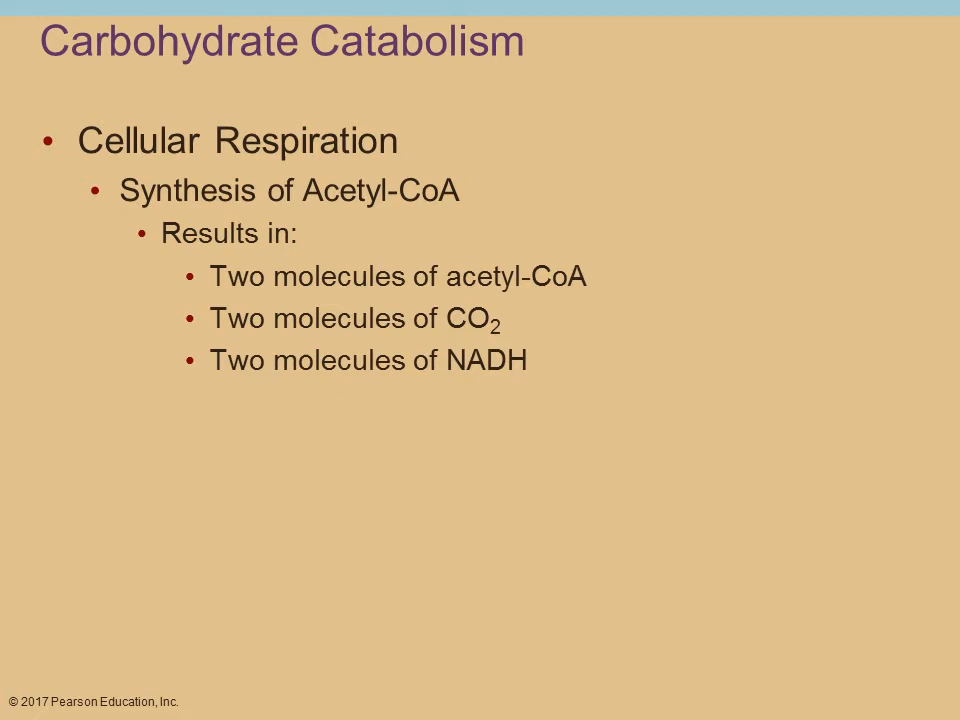 Carbohydrate Catabolism
• Cellular Respiration
• Synthesis of Acetyl-CoA
• Results in:
• Two molecules of acetyl-CoA
• Two molecules of CO₂
• Two molecules of NADH
© 2017 Pearson Education, Inc.